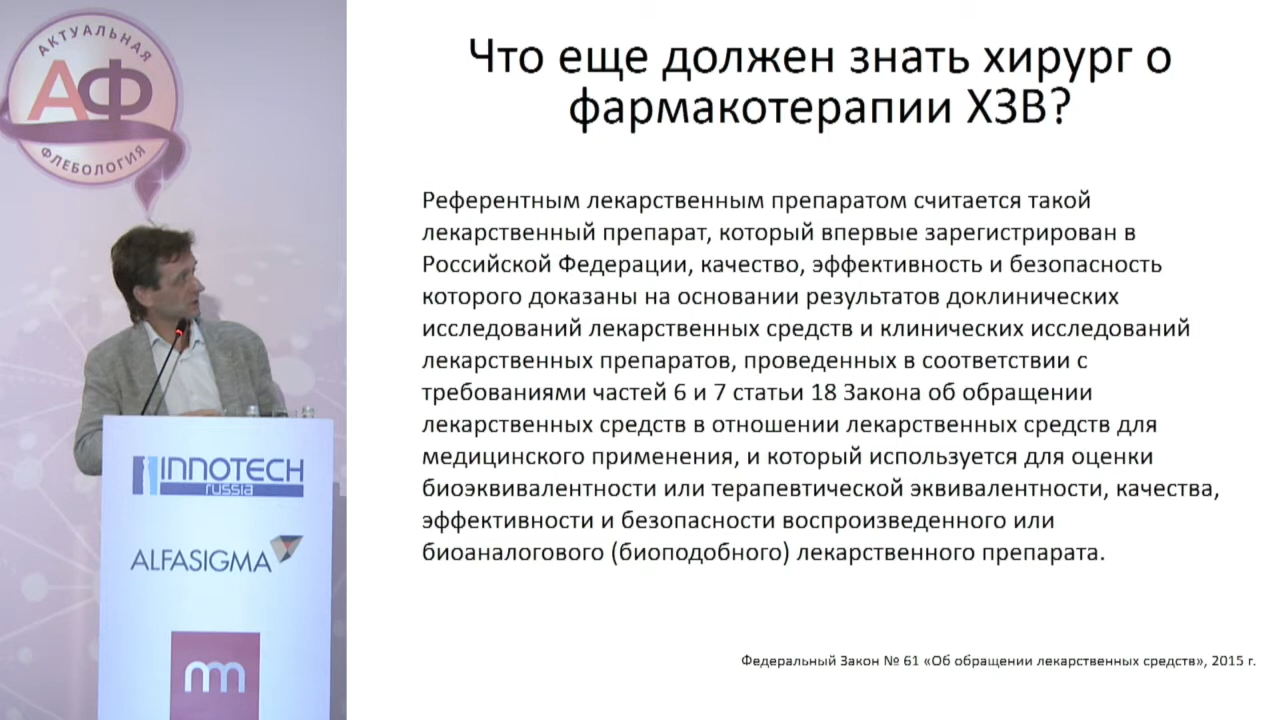 АКТУАЛЬНАЯ
АФ
ФЛЕБОЛОГИЯ
INNOTECH
russia
ALFASIGMA
Что еще должен знать хирург о
фармакотерапии ХЗВ?
Референтным лекарственным препаратом считается такой
лекарственный препарат, который впервые зарегистрирован в
Российской Федерации, качество, эффективность и безопасность
которого доказаны на основании результатов доклинических
исследований лекарственных средств и клинических исследований
лекарственных препаратов, проведенных в соответствии с
требованиями частей 6 и 7 статьи 18 Закона об обращении
лекарственных средств в отношении лекарственных средств для
медицинского применения, и который используется для оценки
биоэквивалентности или терапевтической эквивалентности, качества,
эффективности и безопасности воспроизведенного или
биоаналогового (биоподобного) лекарственного препарата.
Федеральный Закон № 61 «Об обращении лекарственных средств», 2015 г.